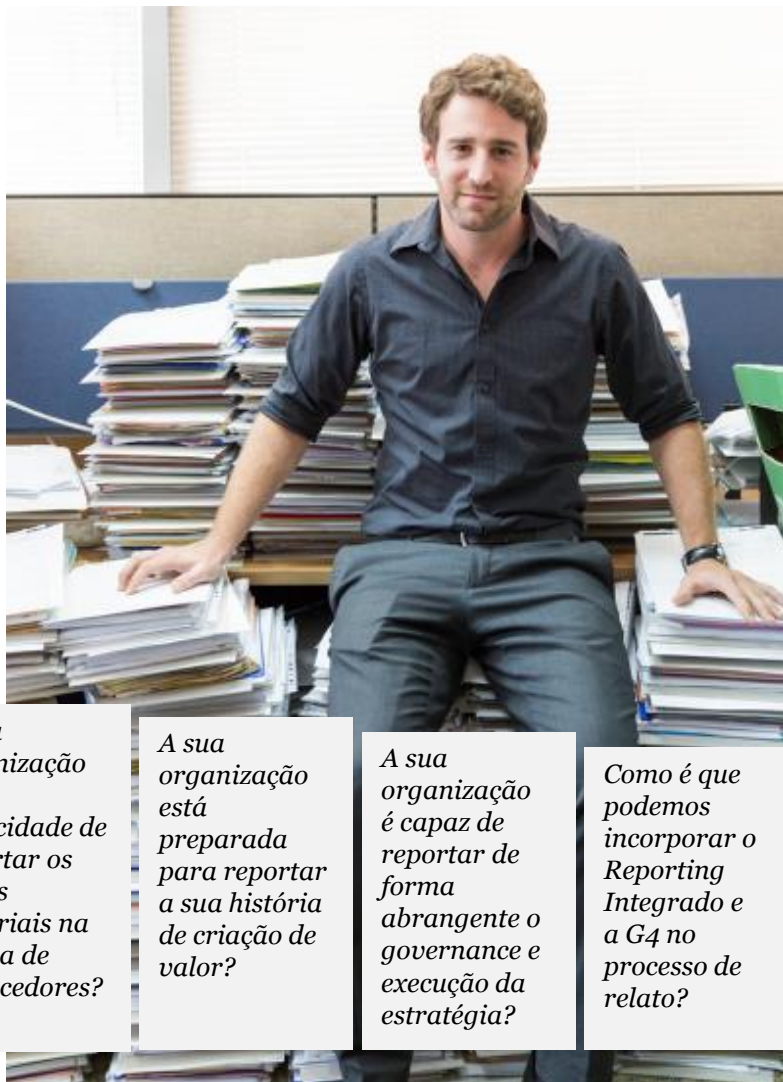 cidade de
os
na
de
A sua
organização
está
preparada
para reportar
a sua história
de criação de
valor?
A sua
organização
é capaz de
reportar de
forma
abrangente o
governance e
execução da
estratégia?
Como é que
podemos
incorporar o
Reporting
Integrado e
a G4 no
processo de
relato?